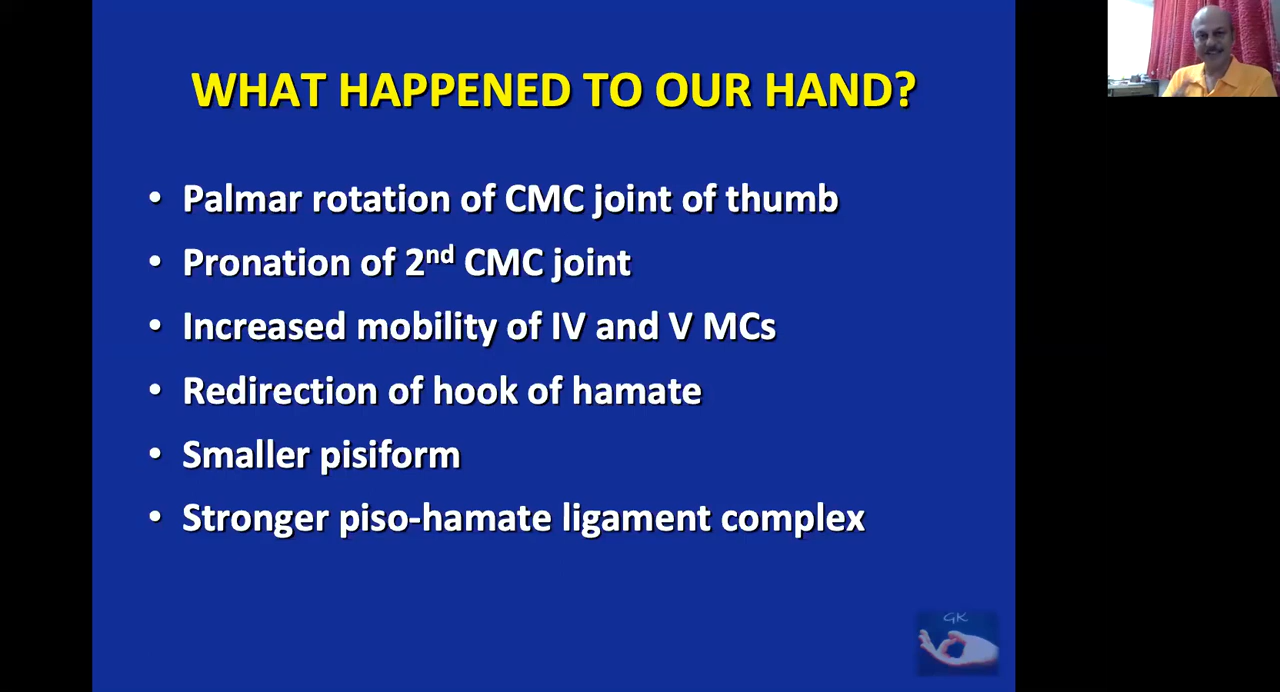 WHAT HAPPENED TO OUR HAND?
• Palmar rotation of CMC joint of thumb
• Pronation of 2nd CMC joint
• Increased mobility of IV and V MCs
• Redirection of hook of hamate
• Smaller pisiform
• Stronger piso-hamate ligament complex
GK